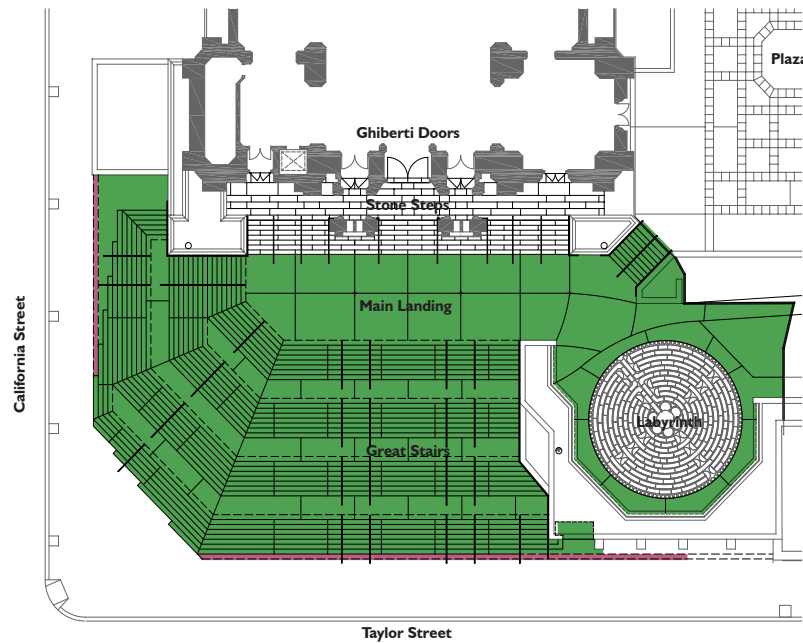 Plaza
Ghiberti Doors
Stone Steps
Main Landing
California Street
Labyrinth
Great Stairs
Taylor Street